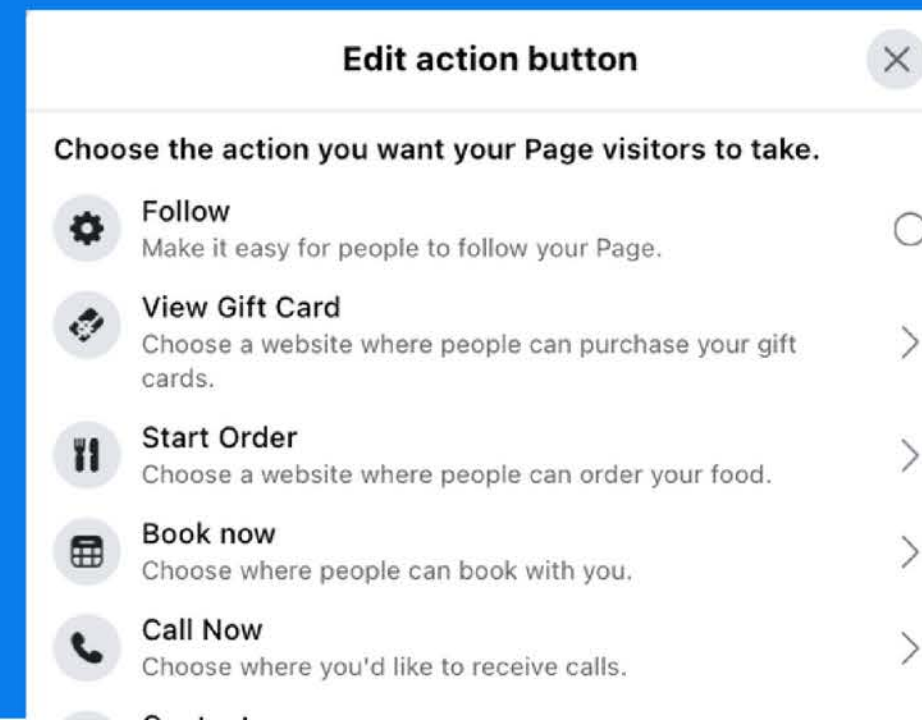 Edit action button
Choose the action you want your Page visitors to take.
Follow
Make it easy for people to follow your Page.
View Gift Card
Choose a website where people can purchase your gift
cards.
Start Order
Choose a website where people can order your food.
Book now
Choose where people can book with you.
Call Now
Choose where you'd like to receive calls.